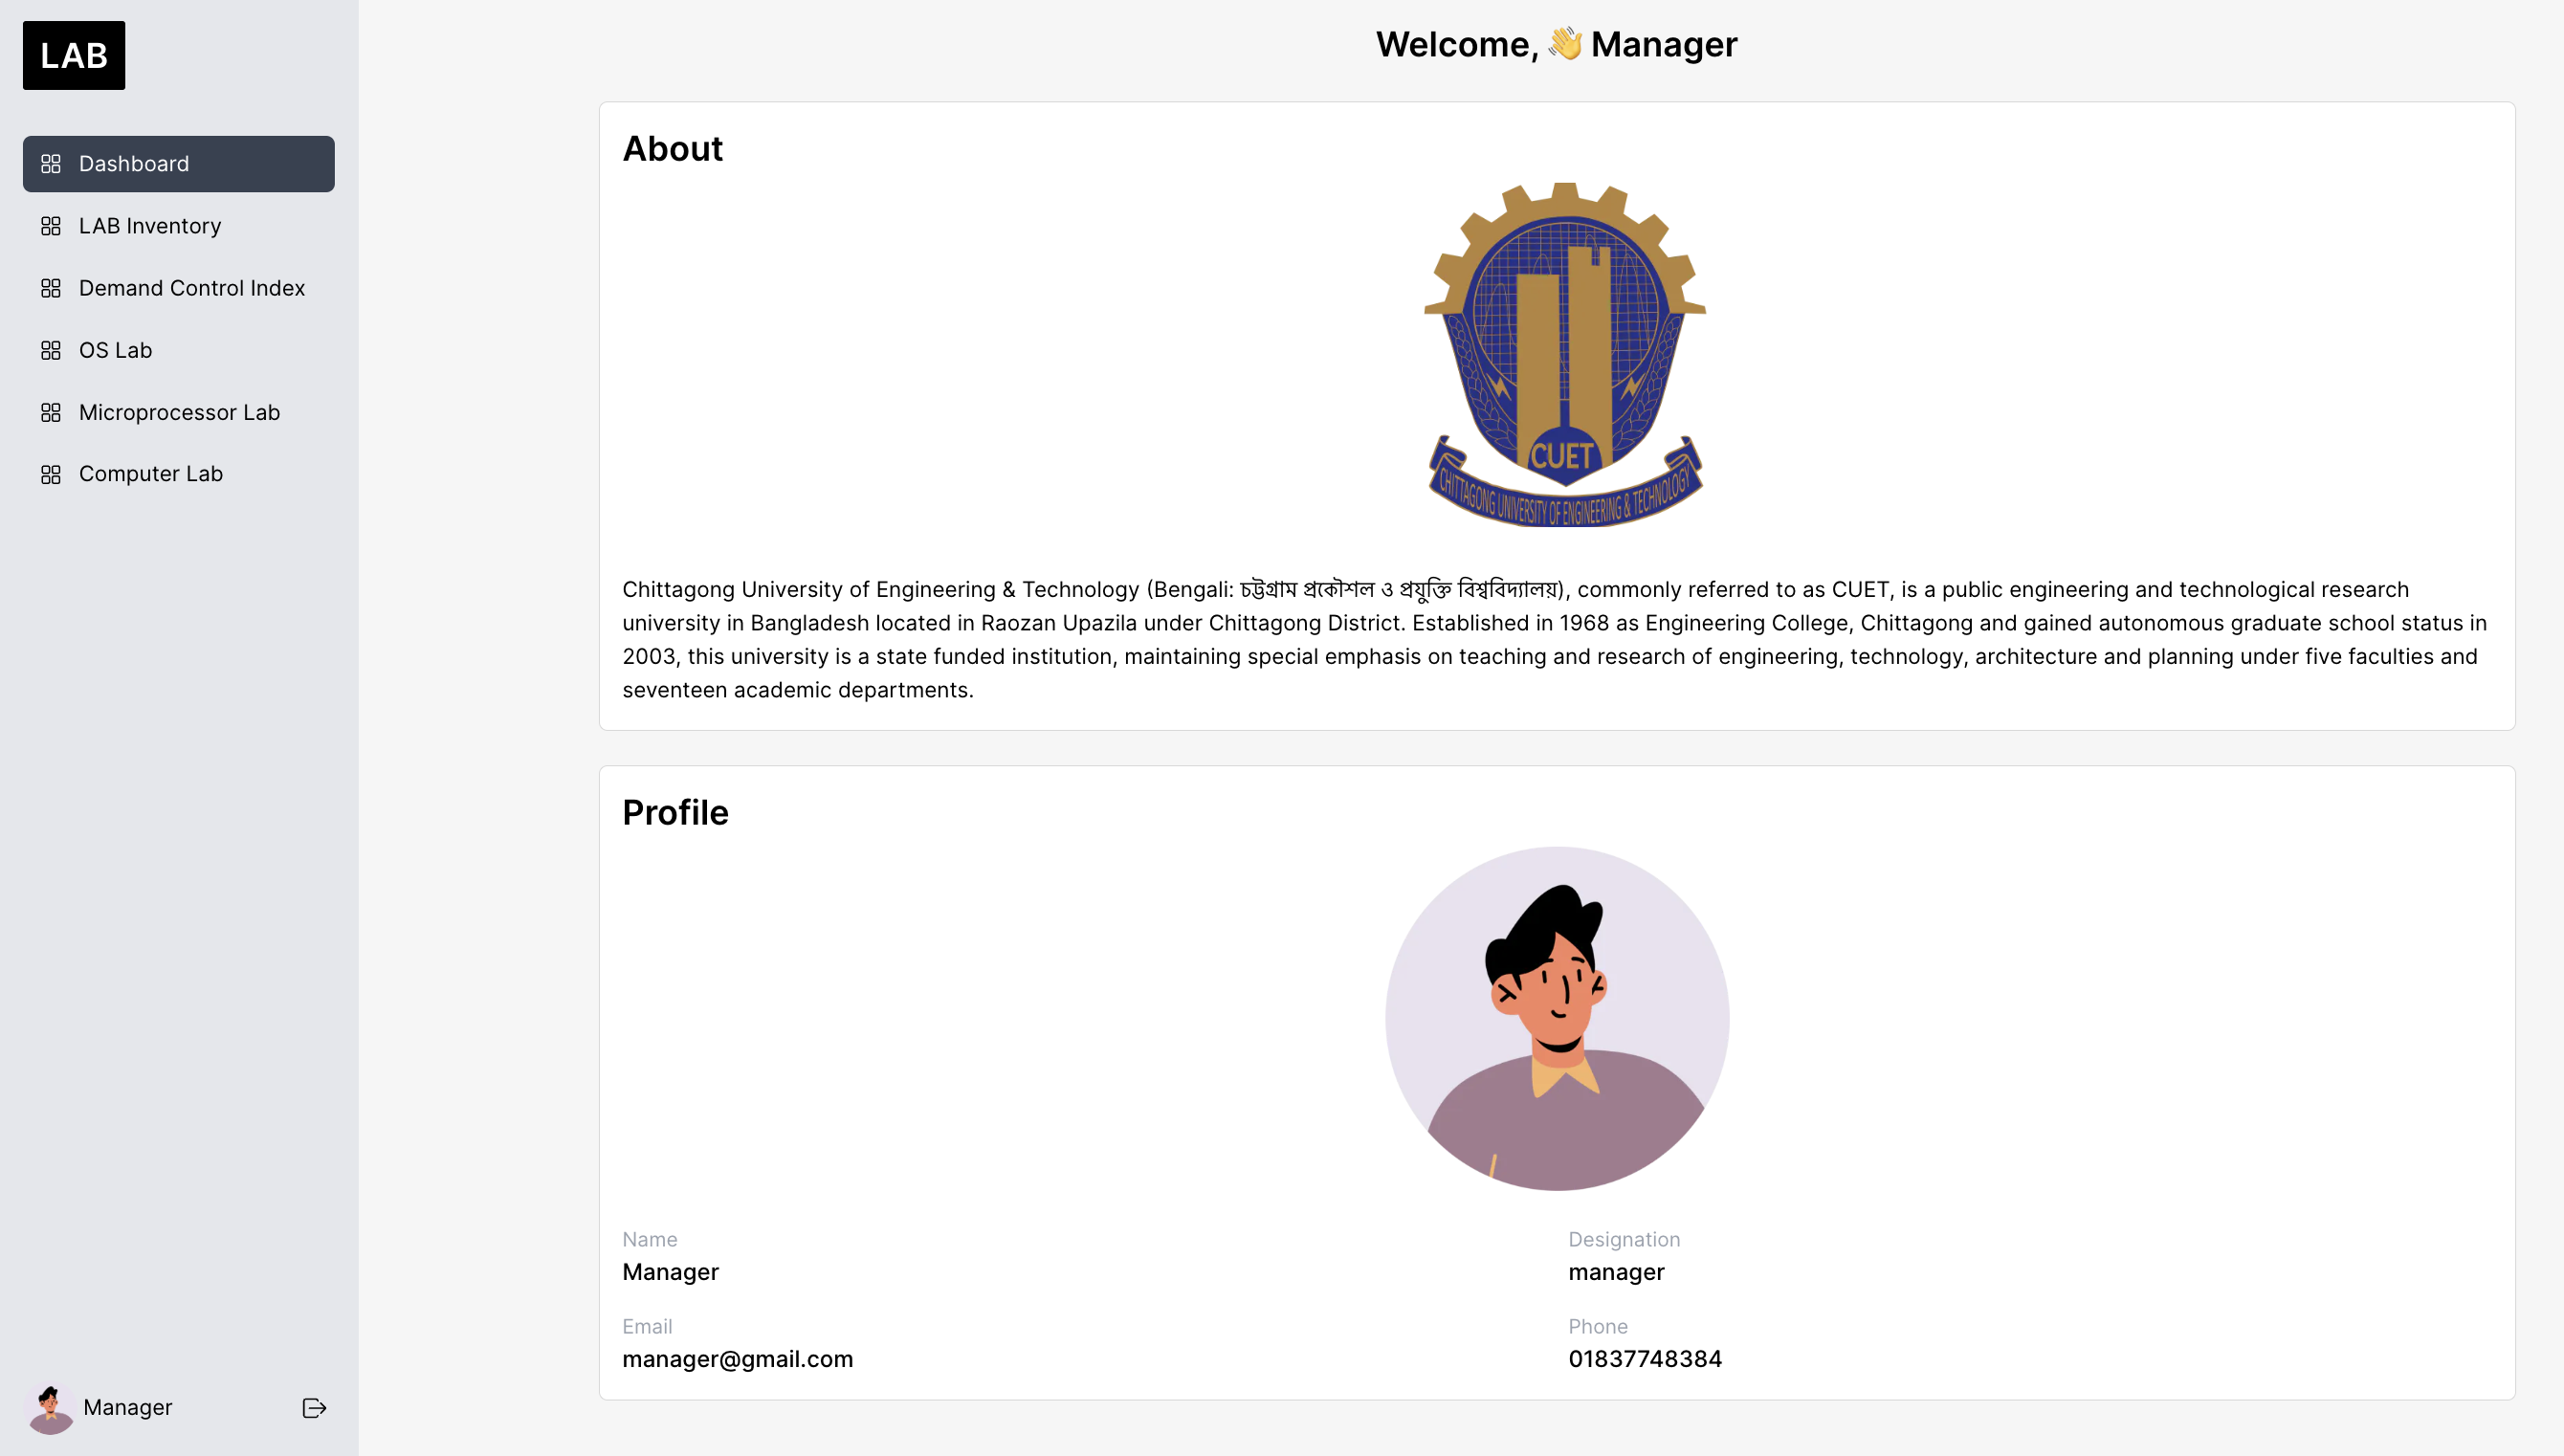 LAB
Dashboard
LAB Inventory
Demand Control Index
OS Lab
Microprocessor Lab
Computer Lab
Manager
Welcome, 👋 Manager
About
CUET
CHITTAGONG UNIVERSITY OF ENGINEERING & TECHNOLOGY
Chittagong University of Engineering & Technology (Bengali: চট্টগ্রাম প্রকৌশল ও প্রযুক্তি বিশ্ববিদ্যালয়), commonly referred to as CUET, is a public engineering and technological research
university in Bangladesh located in Raozan Upazila under Chittagong District. Established in 1968 as Engineering College, Chittagong and gained autonomous graduate school status in
2003, this university is a state funded institution, maintaining special emphasis on teaching and research of engineering, technology, architecture and planning under five faculties and
seventeen academic departments.
Profile
Name
Manager
Designation
manager
Email
manager@gmail.com
Phone
01837748384